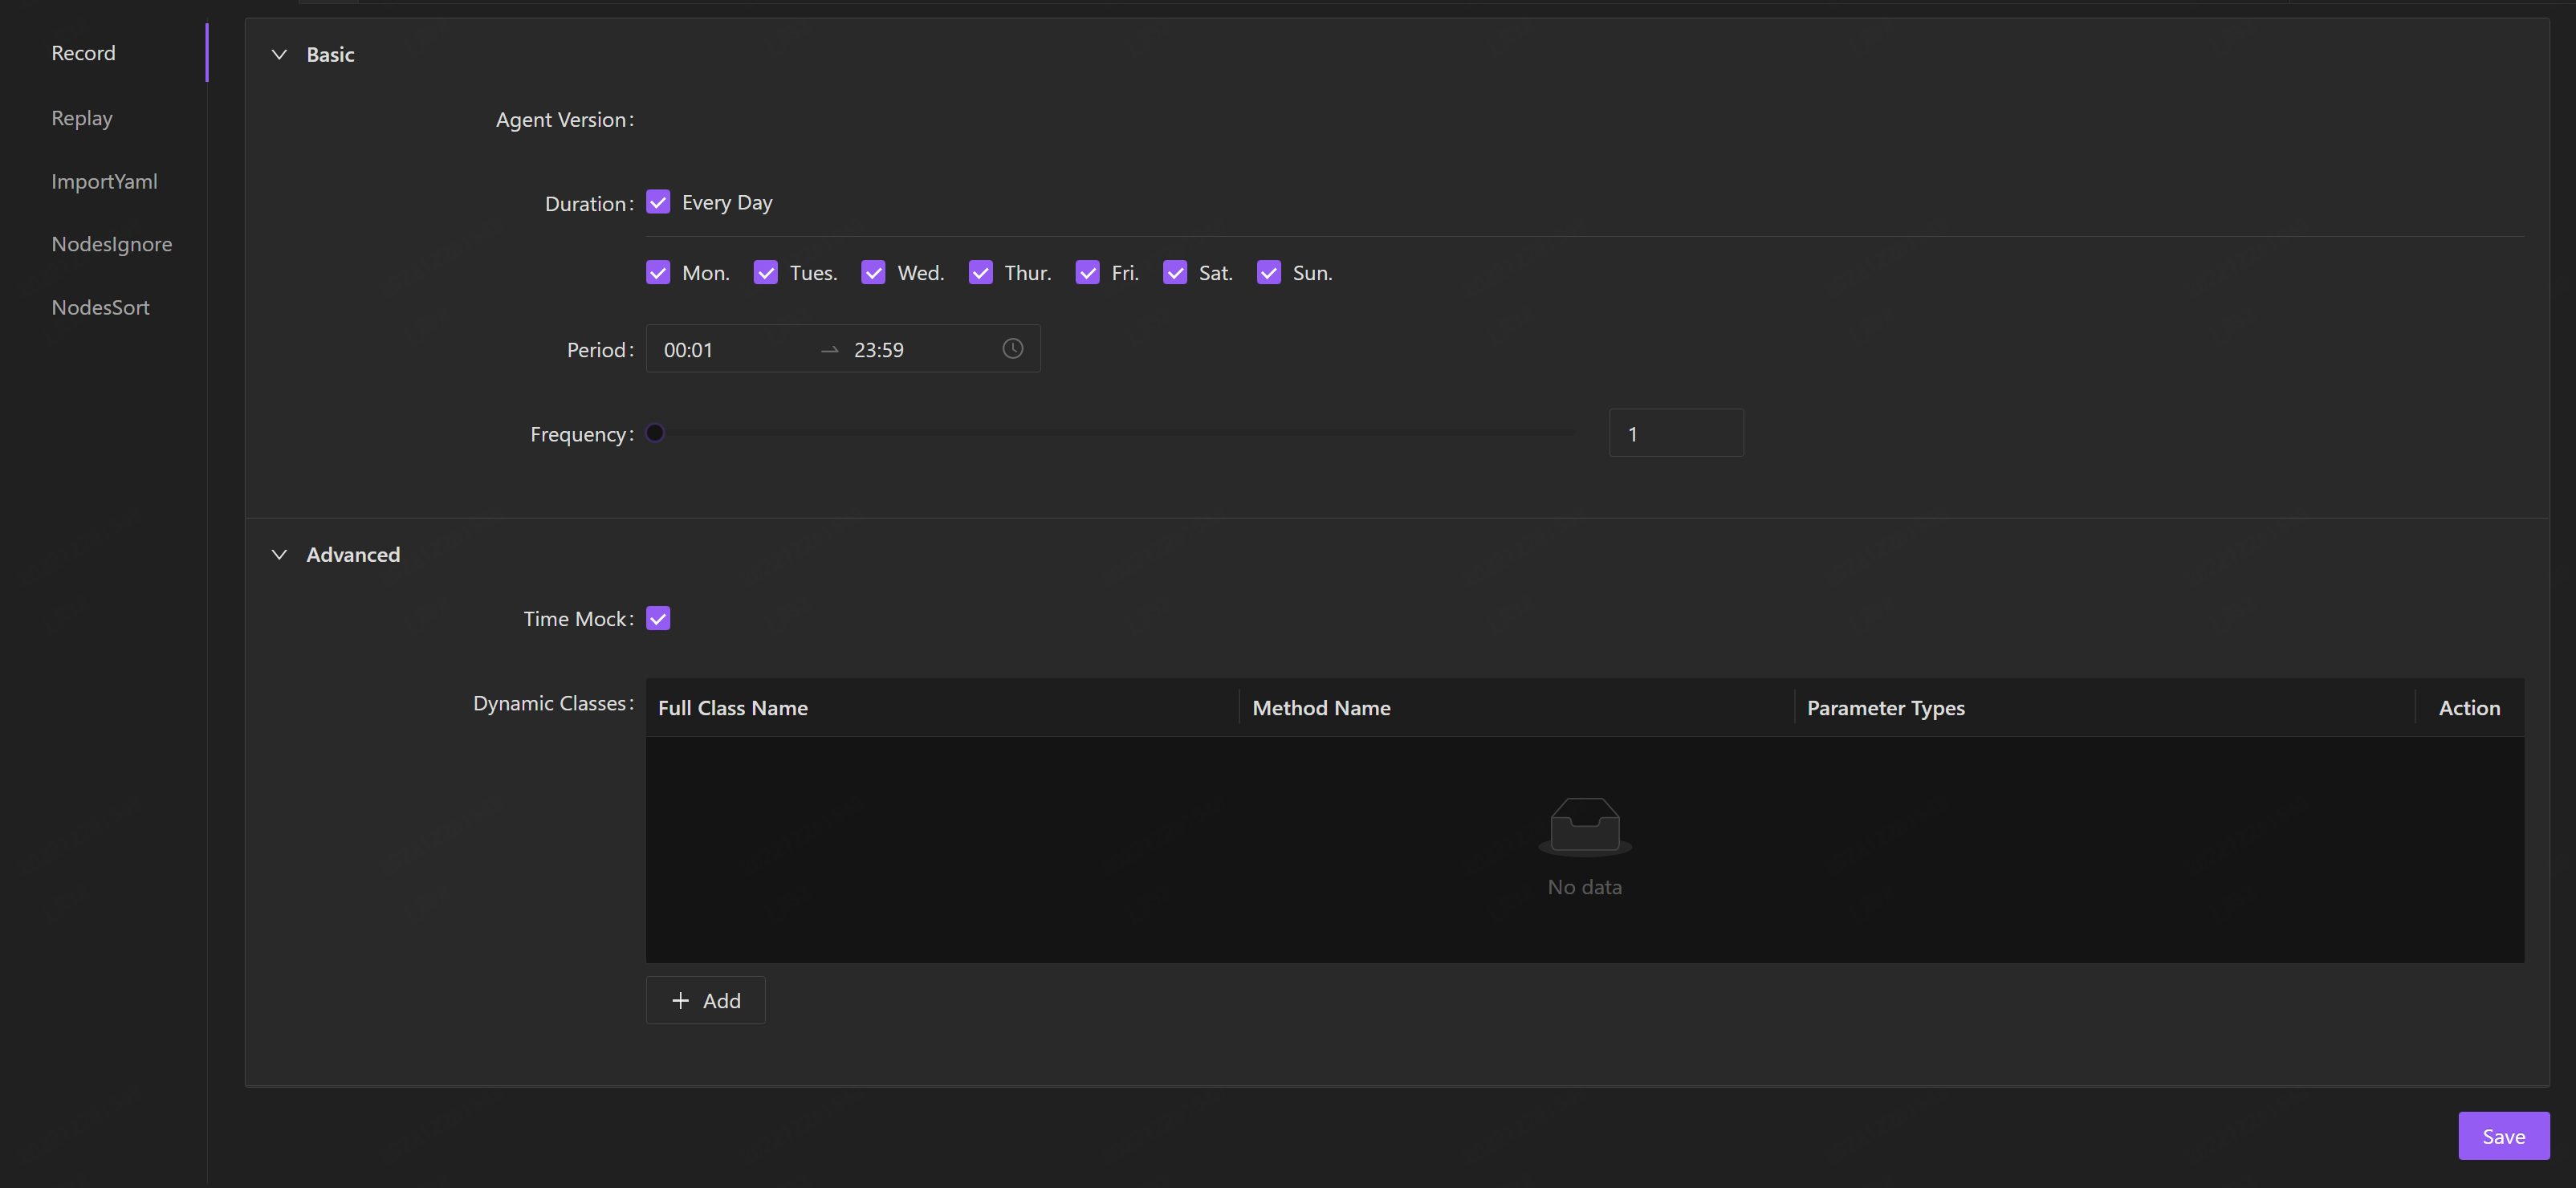 Record
Replay
ImportYaml
NodesIgnore
NodesSort
Basic
Agent Version:
Duration: Every Day
Mon. Tues. Wed. Thur. Fri. Sat. Sun.
Period: 00:01 23:59
Frequency: 1
Advanced
Time Mock:
Dynamic Classes: Full Class Name Method Name Parameter Types Action
No data
Add
Save